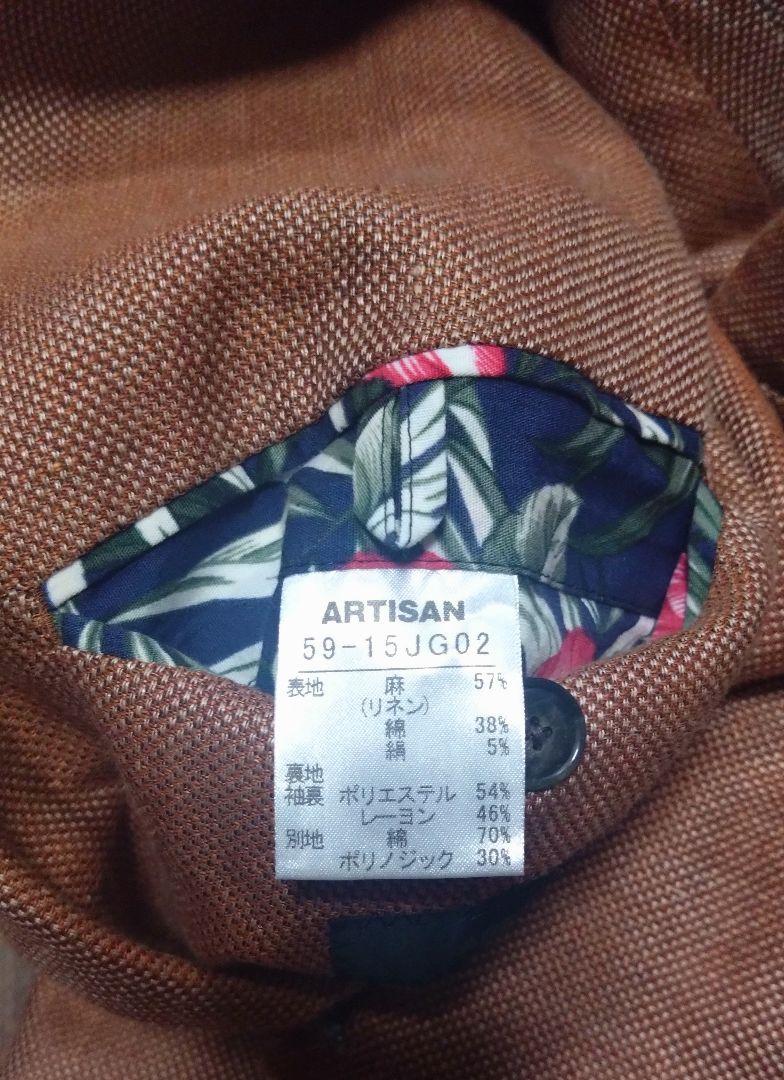 ARTISAN
59-15JG02
表地 麻 57%
(リネン)
綿 38%
絹 5%
裏地
袖裏 ポリエステル 54%
レーヨン 46%
別地 綿 70%
ポリノジック 30%